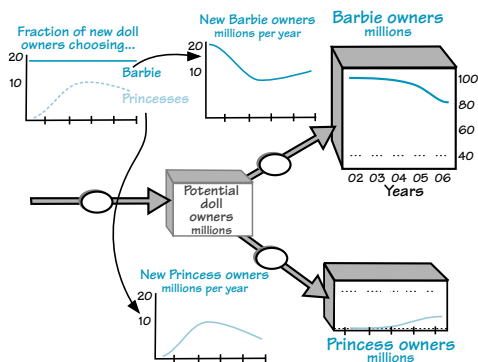 Fraction of new doll
owners choosing...
20
10
Barbie
Princesses
New Barbie owners
millions per year
20
10
Barbie owners
millions
100
80
60
40
02 03 04 05 06
Years
Potential
doll
owners
millions
New Princess owners
millions per year
20
10
Princess owners
millions